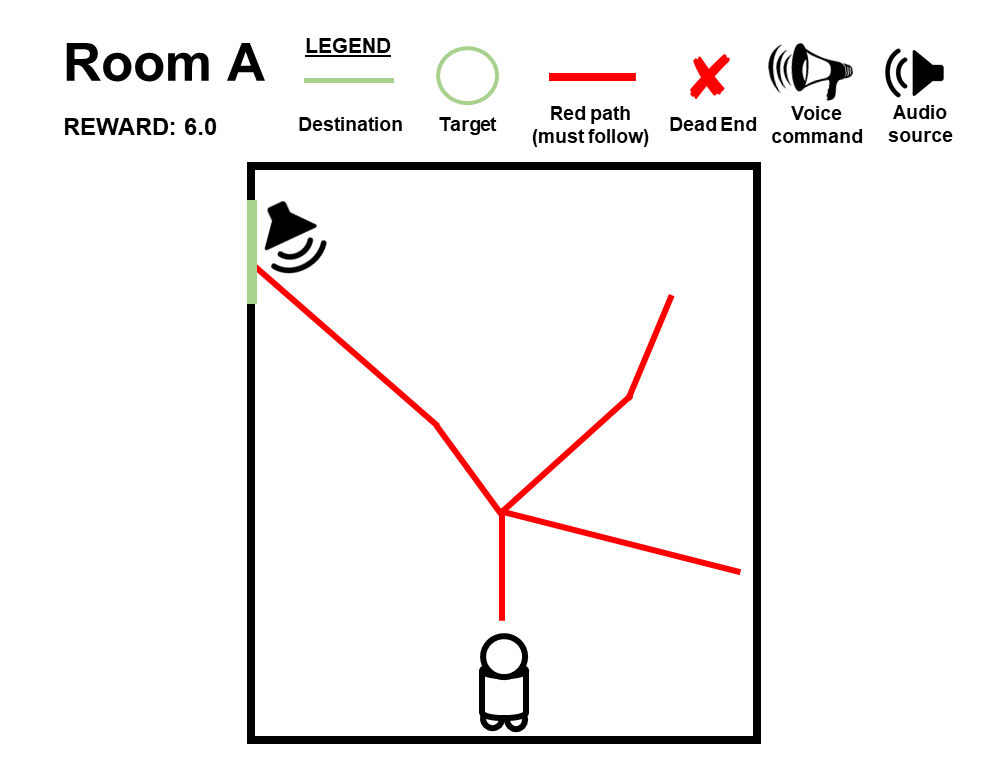 Room A
REWARD: 6.0
LEGEND
Destination
Target
Red path
(must follow)
Dead End
Voice
command
Audio
source